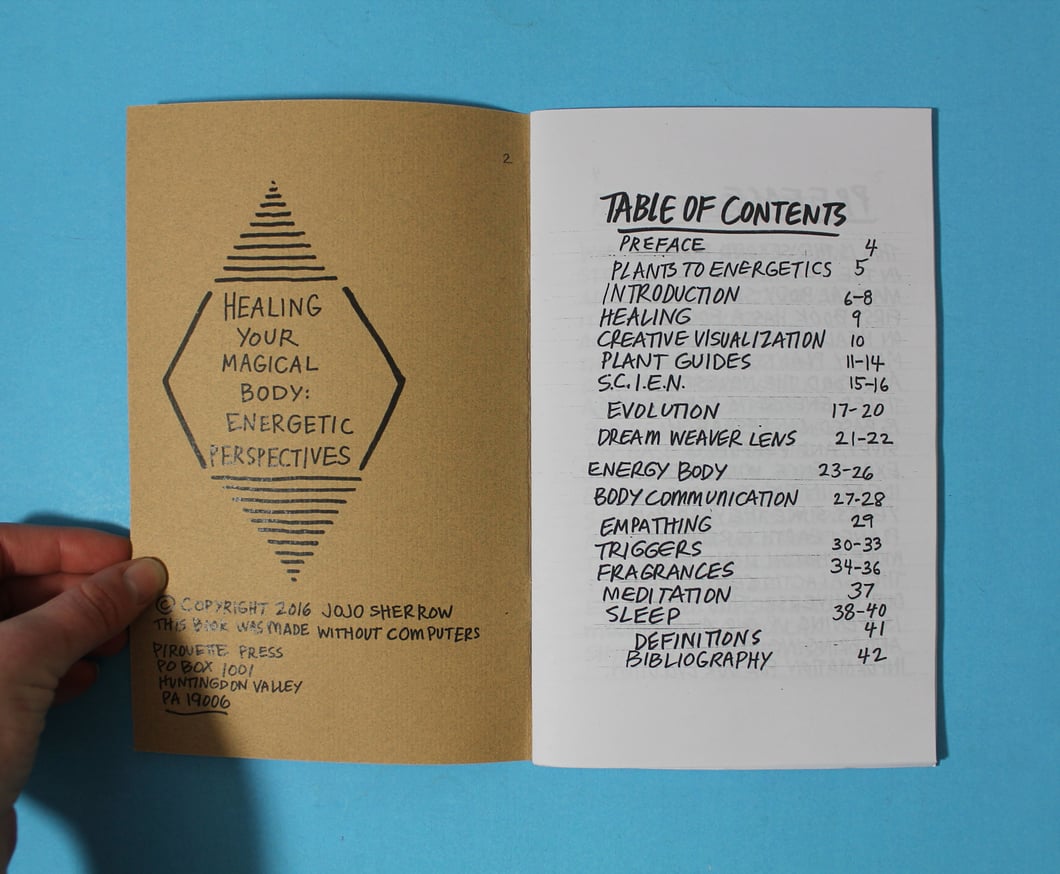 2
HEALING
YOUR
MAGICAL
BODY:
ENERGETIC
PERSPECTIVES
© COPYRIGHT 2016 JOJO SHERROW
THIS BOOK WAS MADE WITHOUT COMPUTERS
PIROUETTE PRESS
PO BOX 1001
HUNTINGDON VALLEY
PA 19006
TABLE OF CONTENTS
PREFACE 4
PLANTS TO ENERGETICS 5
INTRODUCTION 6-8
HEALING 9
CREATIVE VISUALIZATION 10
PLANT GUIDES 11-14
S.C.I.E.N. 15-16
EVOLUTION 17-20
DREAM WEAVER LENS 21-22
ENERGY BODY 23-26
BODY COMMUNICATION 27-28
EMPATHING 29
TRIGGERS 30-33
FRAGRANCES 34-36
MEDITATION 37
SLEEP 38-40
DEFINITIONS 41
BIBLIOGRAPHY 42